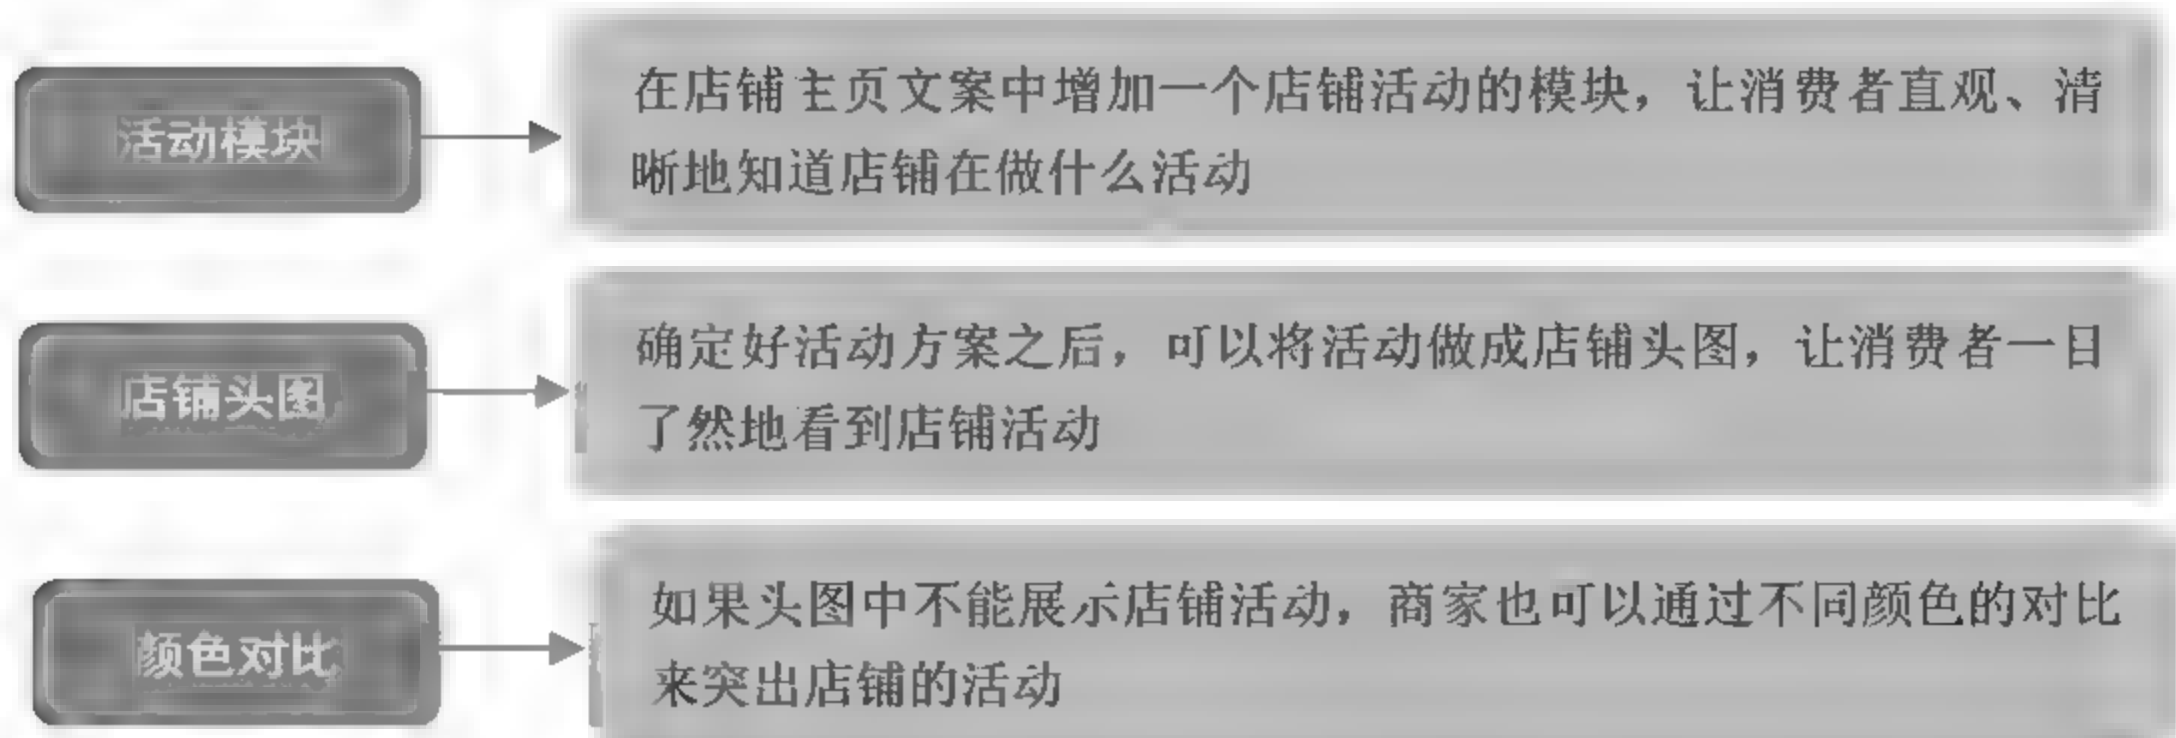 活动模块
在店铺主页文案中增加一个店铺活动的模块，让消费者直观、清
晰地知道店铺在做什么活动
店铺头图
确定好活动方案之后，可以将活动做成店铺头图，让消费者一目
了然地看到店铺活动
颜色对比
如果头图中不能展示店铺活动，商家也可以通过不同颜色的对比
来突出店铺的活动